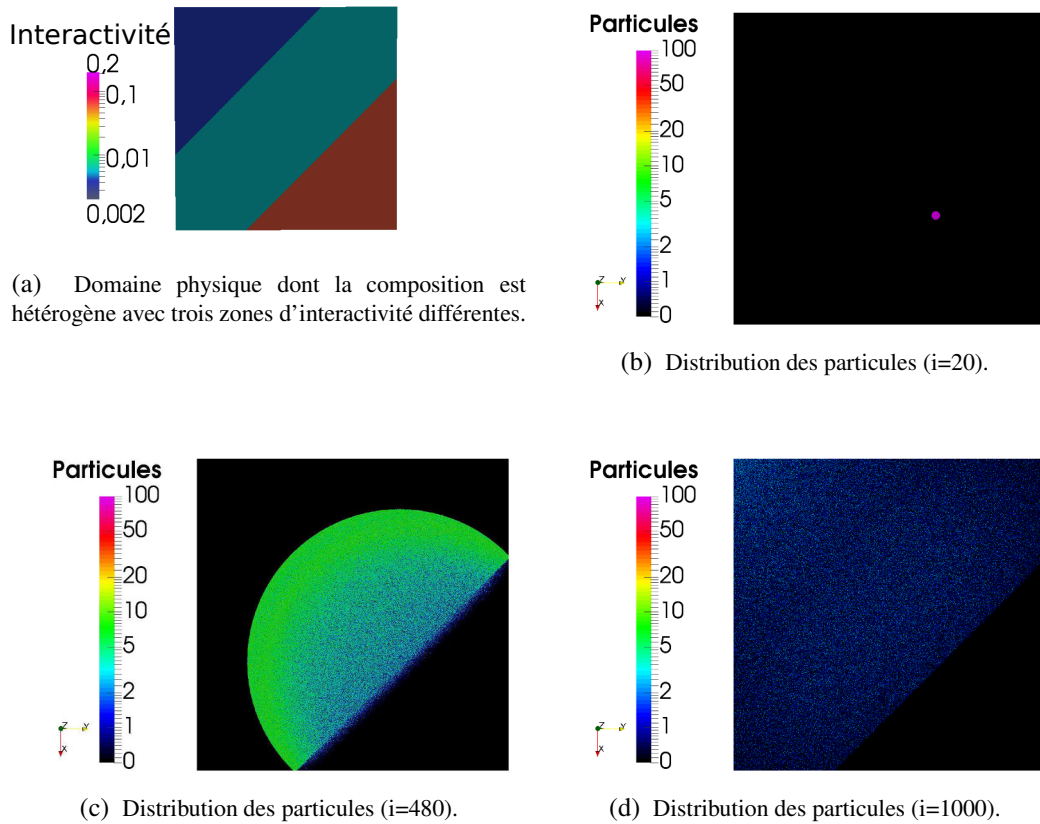 Interactivité
0,2
0,1
0,01
0,002
(a) Domaine physique dont la composition est
hétérogène avec trois zones d'interactivité différentes.
Particules
100
50
20
10
5
2
1
0
Z Y
X
(b) Distribution des particules (i=20).
Particules
100
50
20
10
5
2
1
0
Z Y
X
(c) Distribution des particules (i=480).
Particules
100
50
20
10
5
2
1
0
Z Y
X
(d) Distribution des particules (i=1000).